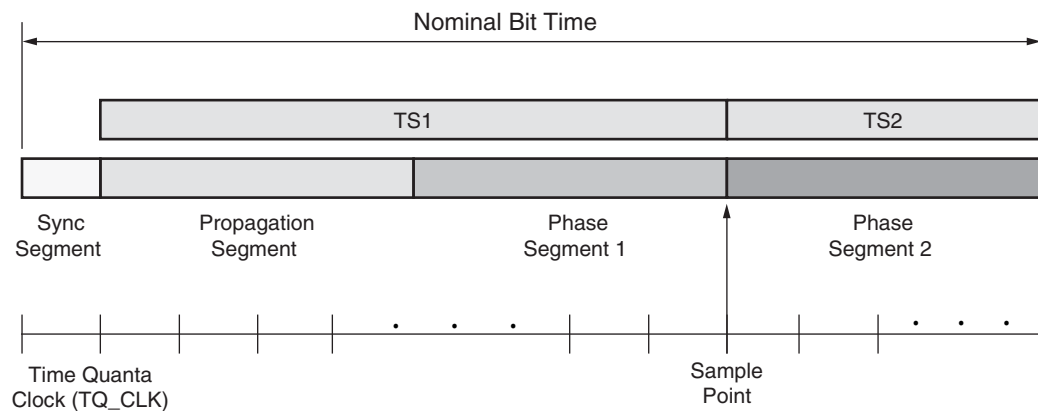 Nominal Bit Time
TS1
TS2
Sync
Segment
Propagation
Segment
Phase
Segment 1
Phase
Segment 2
Time Quanta
Clock (TQ_CLK)
Sample
Point